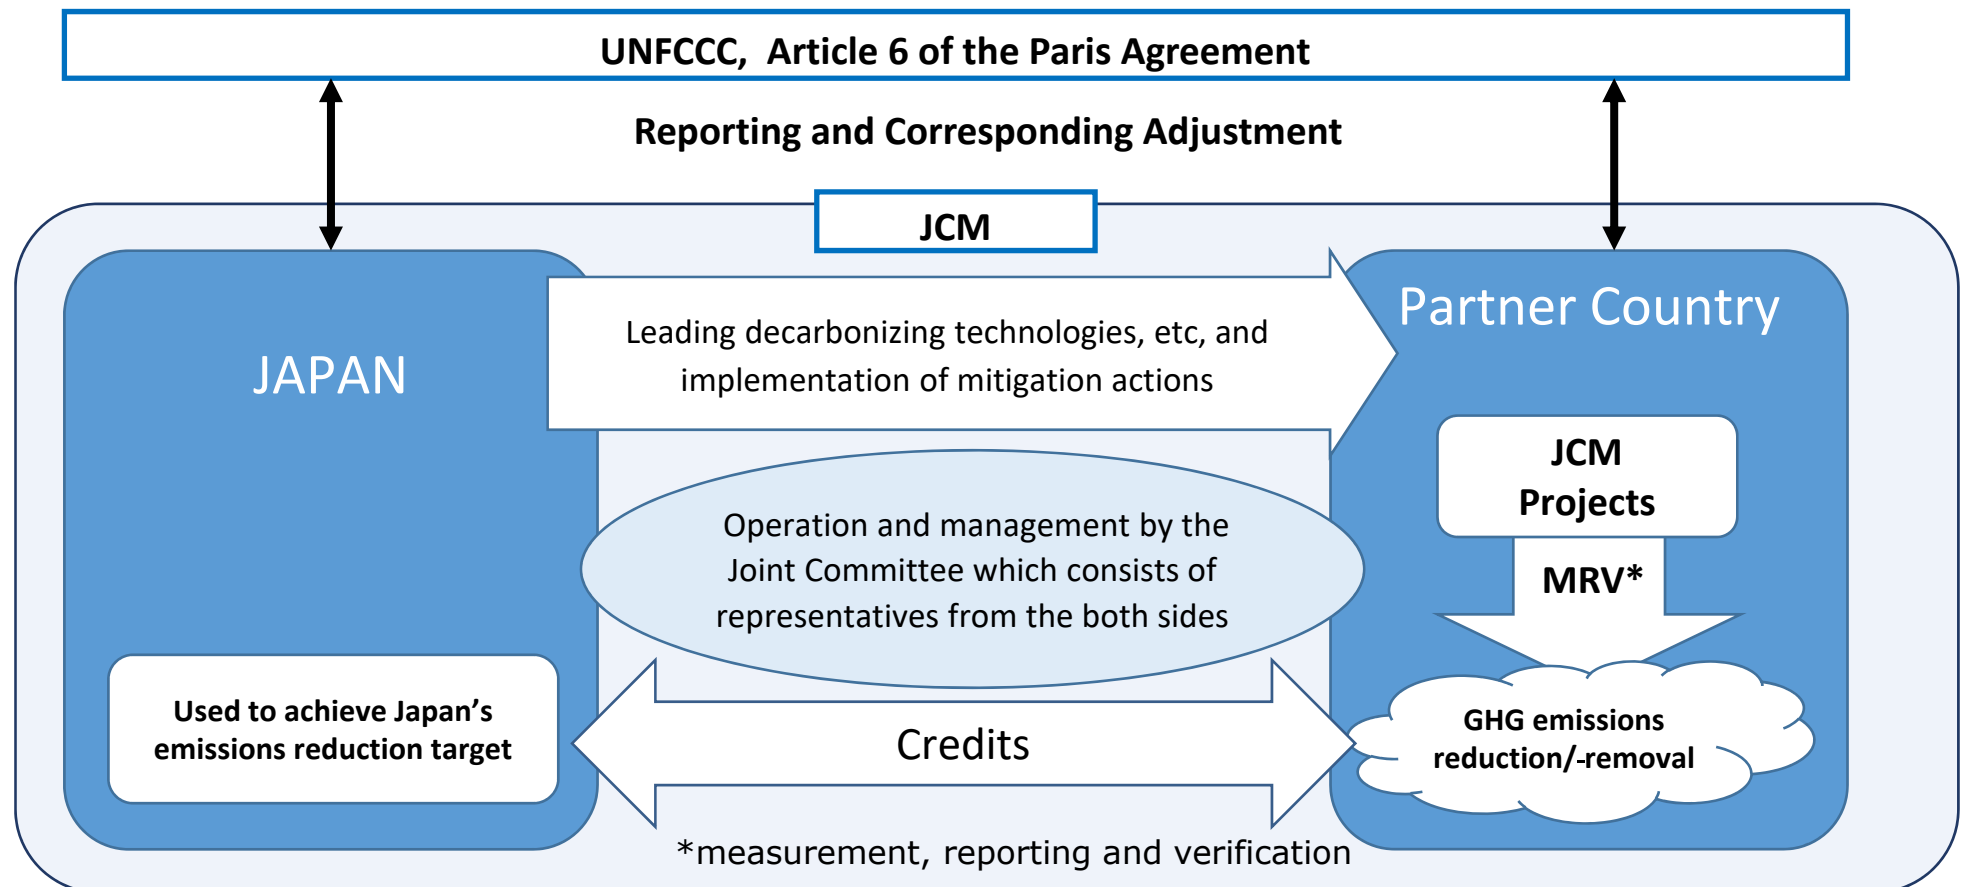 UNFCCC, Article 6 of the Paris Agreement
Reporting and Corresponding Adjustment
JCM
JAPAN
Leading decarbonizing technologies, etc, and
implementation of mitigation actions
Partner Country
JCM
Projects
MRV*
Operation and management by the
Joint Committee which consists of
representatives from the both sides
Used to achieve Japan’s
emissions reduction target
Credits
GHG emissions
reduction/-removal
*measurement, reporting and verification